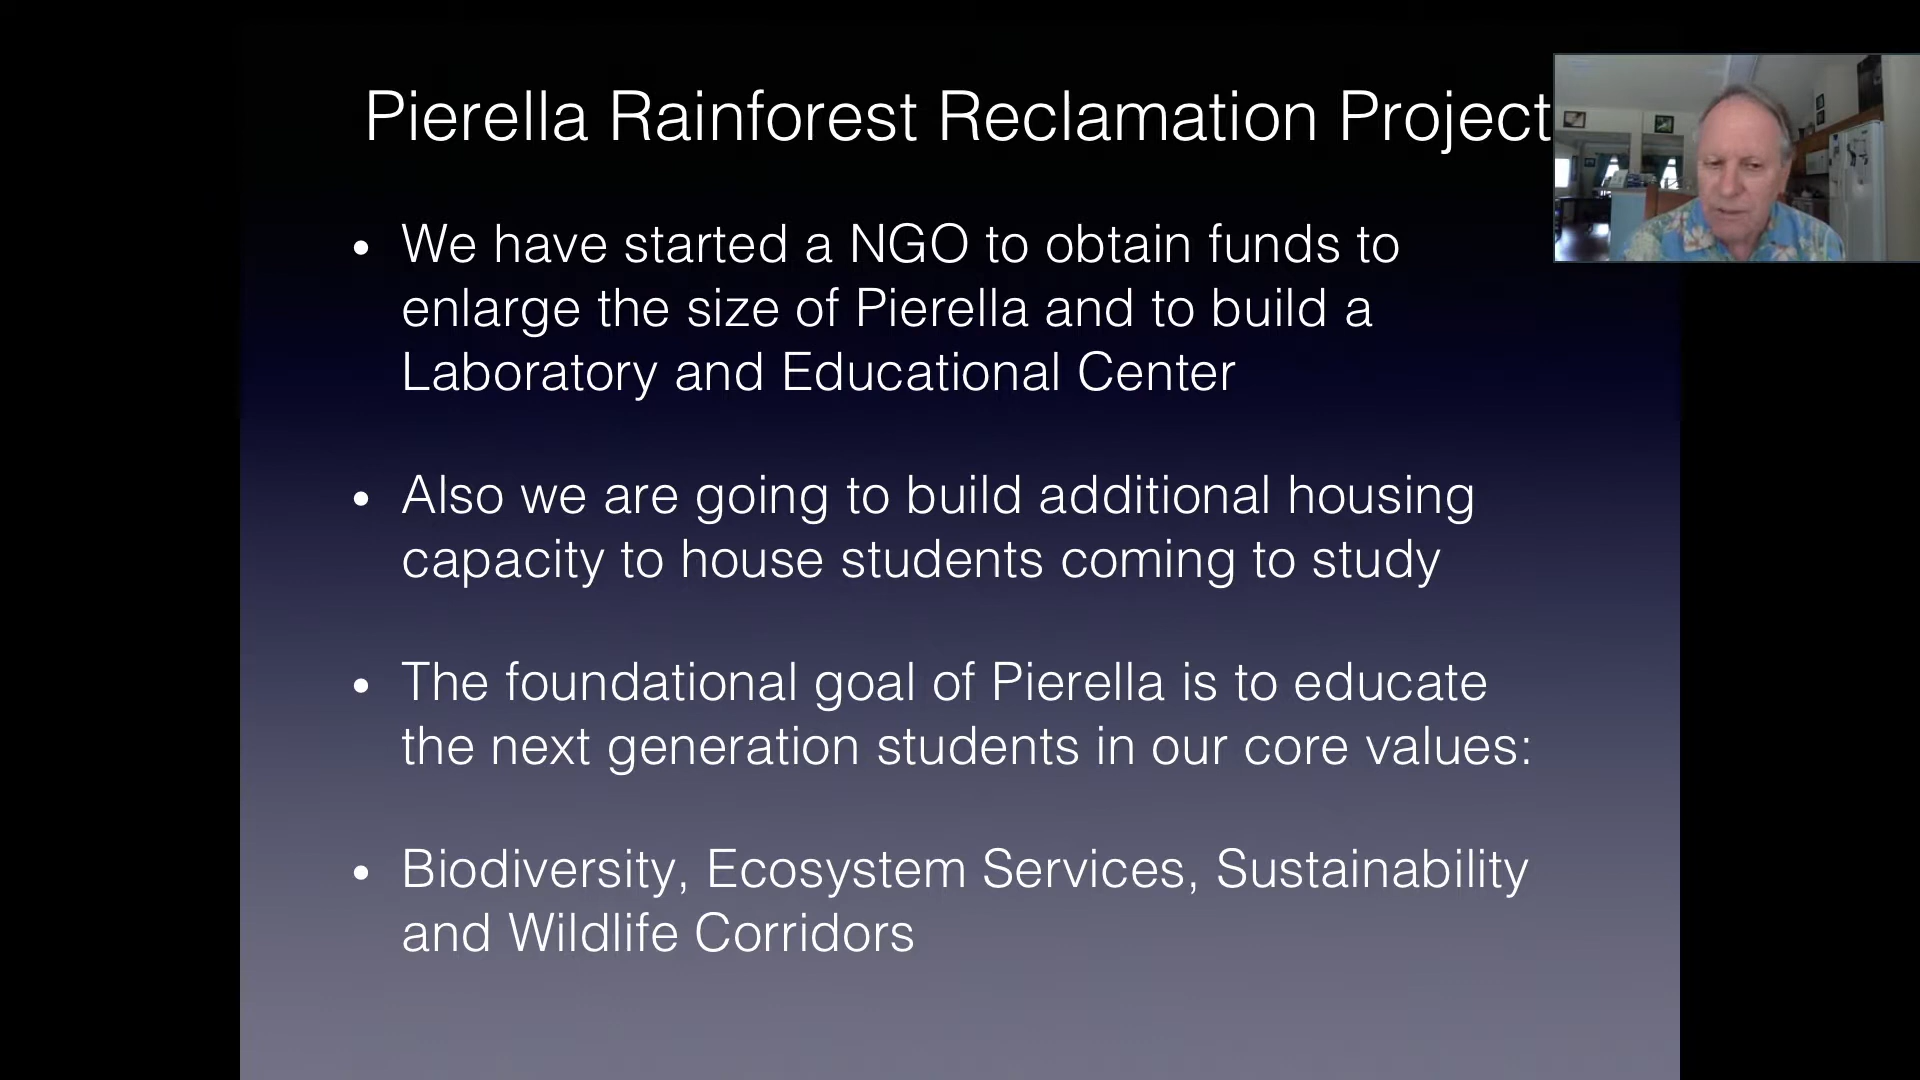 Pierella Rainforest Reclamation Project
• We have started a NGO to obtain funds to
enlarge the size of Pierella and to build a
Laboratory and Educational Center
• Also we are going to build additional housing
capacity to house students coming to study
• The foundational goal of Pierella is to educate
the next generation students in our core values:
• Biodiversity, Ecosystem Services, Sustainability
and Wildlife Corridors